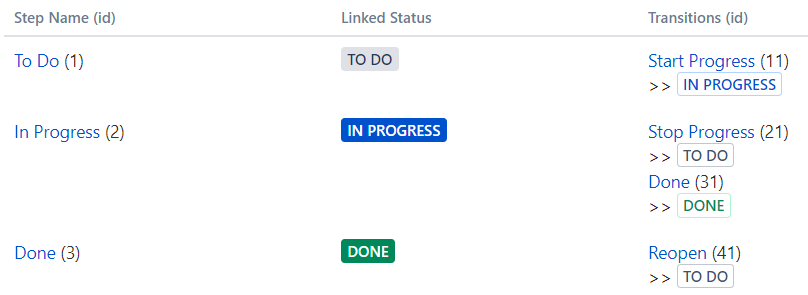 Step Name (id) Linked Status Transitions (id)
To Do (1) TO DO Start Progress (11)
>> IN PROGRESS
In Progress (2) IN PROGRESS Stop Progress (21)
>> TO DO
Done (31)
>> DONE
Done (3) DONE Reopen (41)
>> TO DO